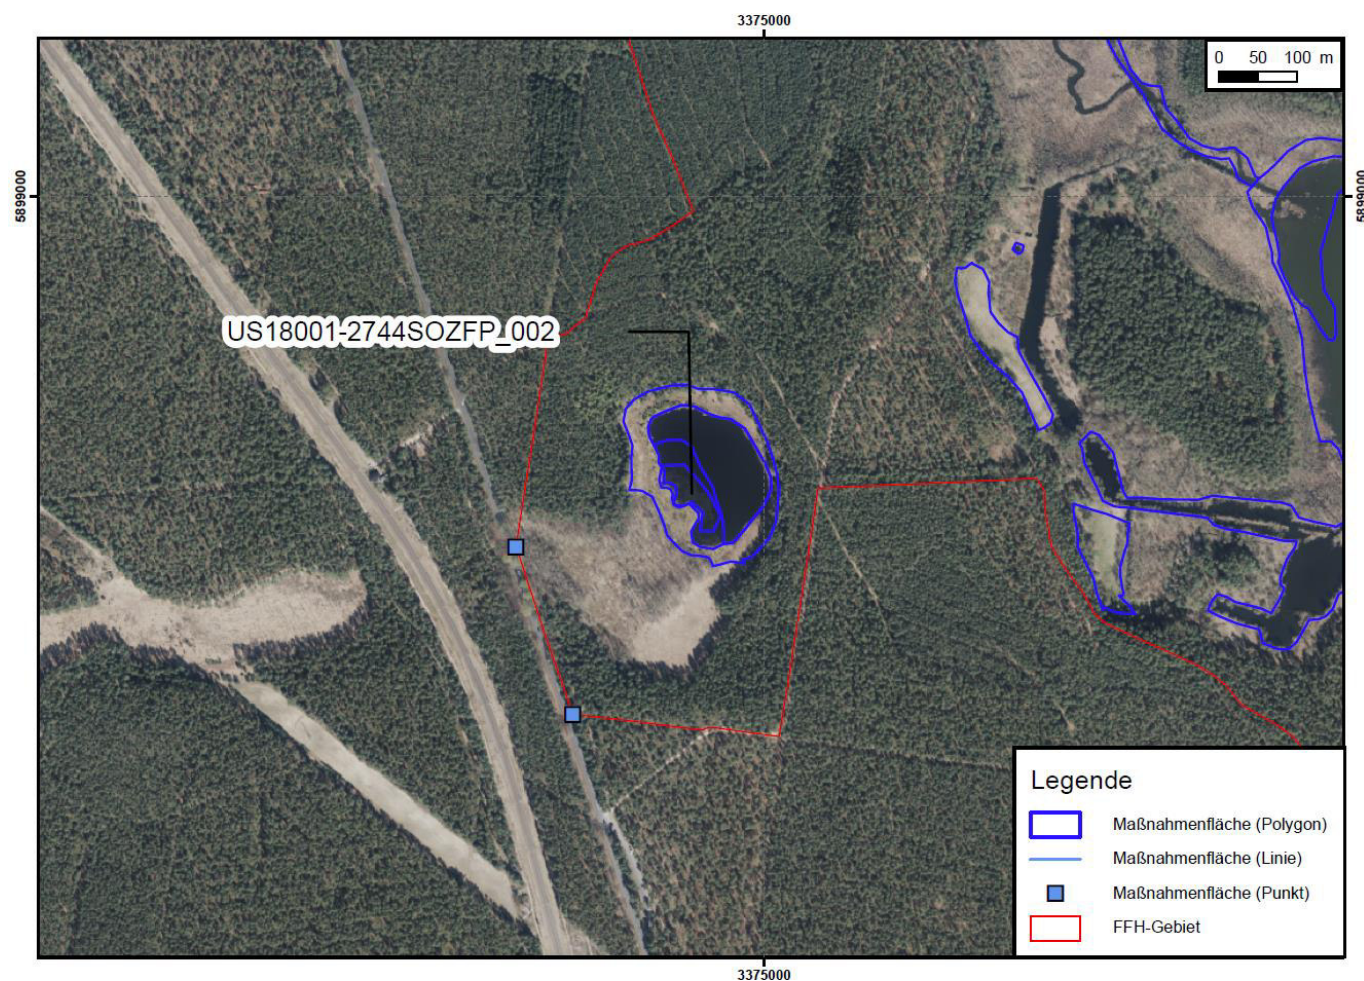 3375000
0 50 100 m
5899000
5899000
US18001-2744SOZFP_002
Legende
Maßnahmenfläche (Polygon)
Maßnahmenfläche (Linie)
Maßnahmenfläche (Punkt)
FFH-Gebiet
3375000